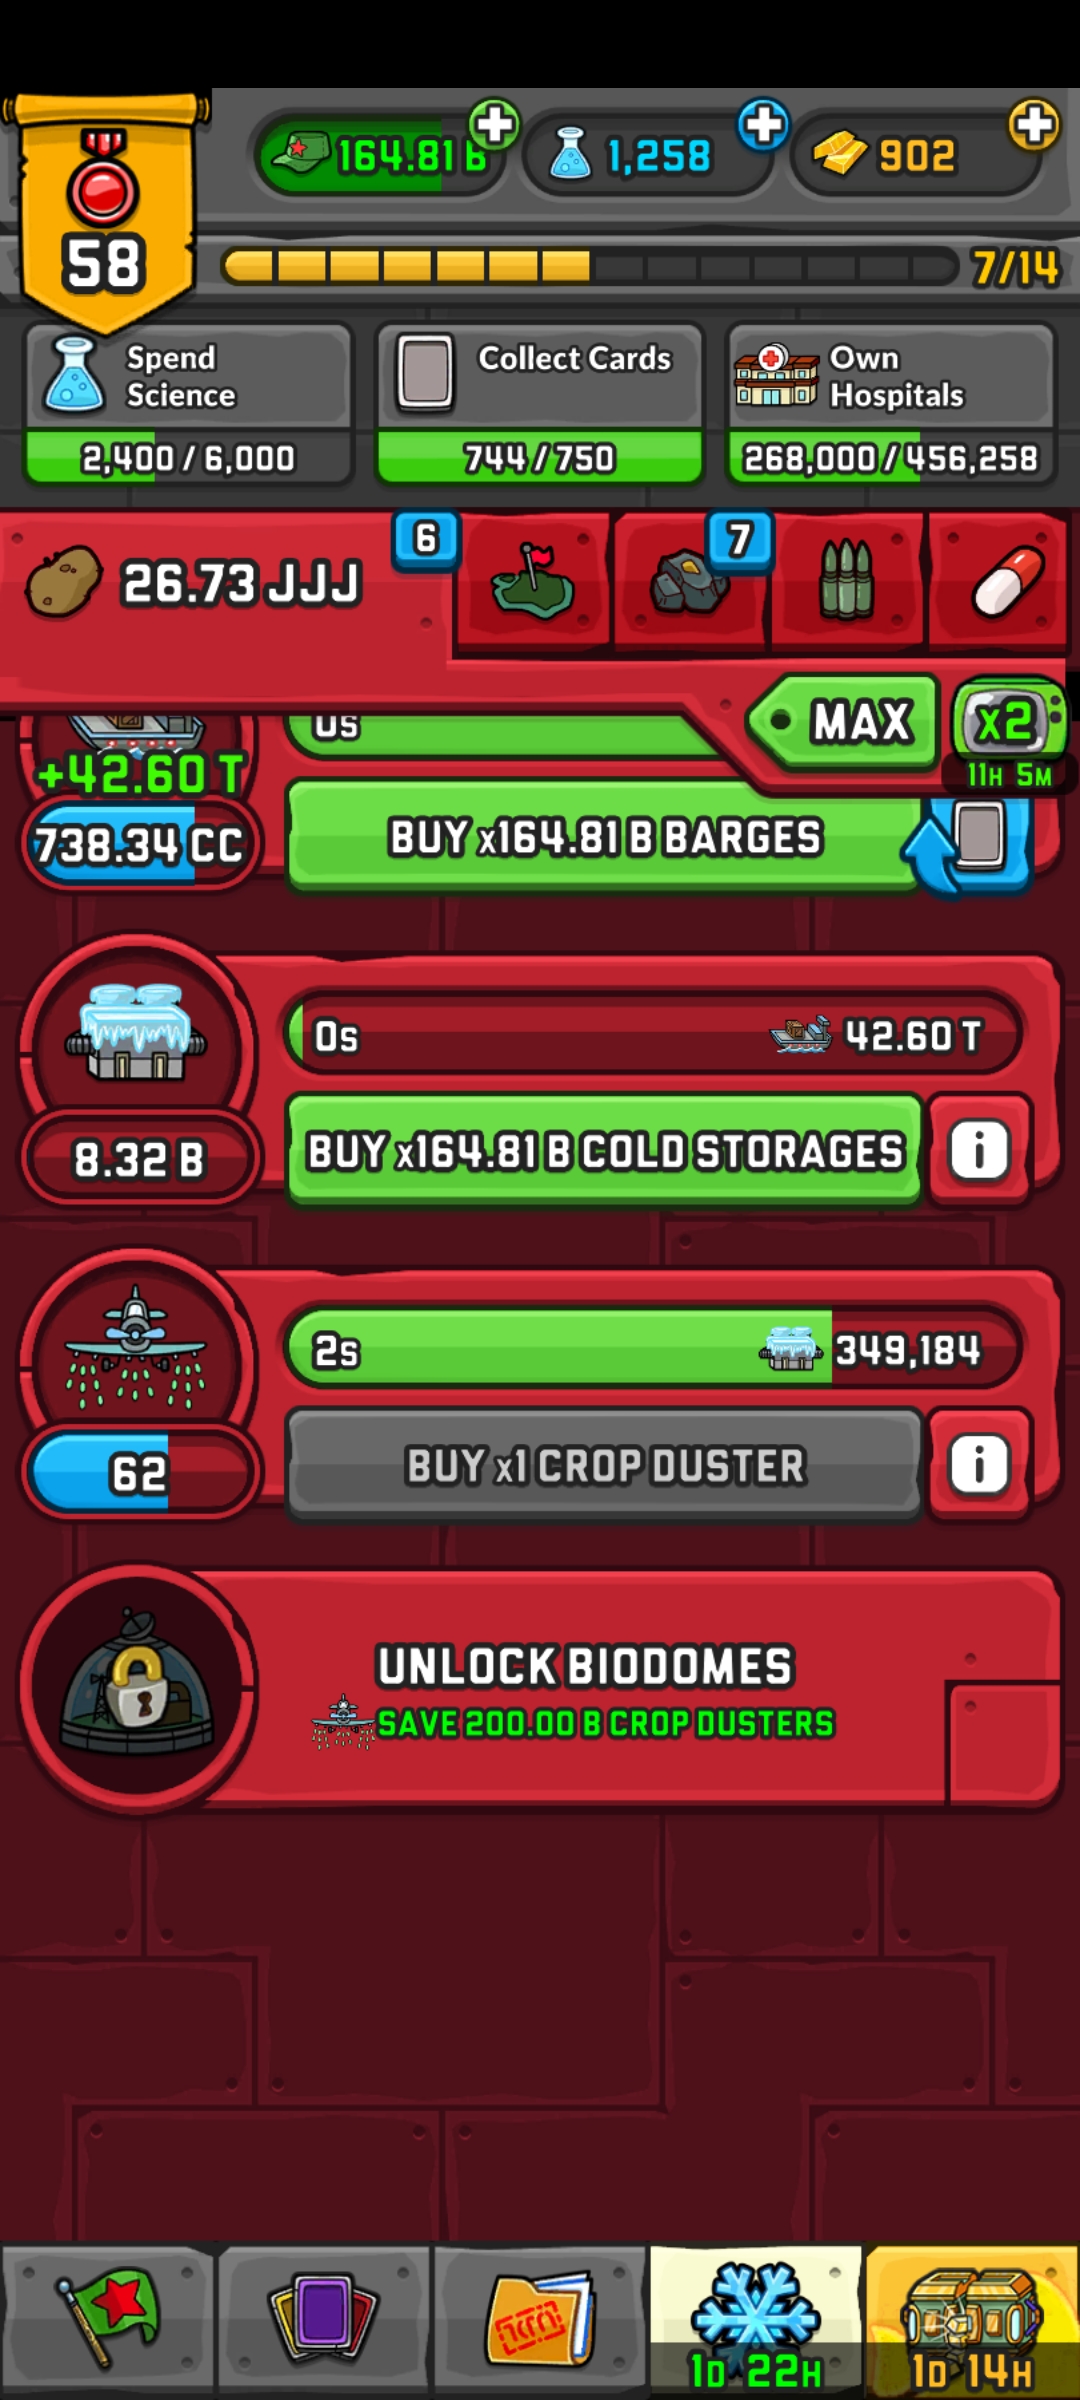 58
164.81 B
1,258
902
7/14
Spend
Science
2,400 / 6,000
Collect Cards
744 / 750
Own
Hospitals
268,000 / 456,258
26.73 JJJ
6
7
MAX
x2
11H 5M
0s
+42.60 T
738.34 CC
BUY x164.81 B BARGES
0s
42.60 T
8.32 B
BUY x164.81 B COLD STORAGES
i
2s
349,184
62
BUY x1 CROP DUSTER
i
UNLOCK BIODOMES
SAVE 200.00 B CROP DUSTERS
1D 22H
1D 14H